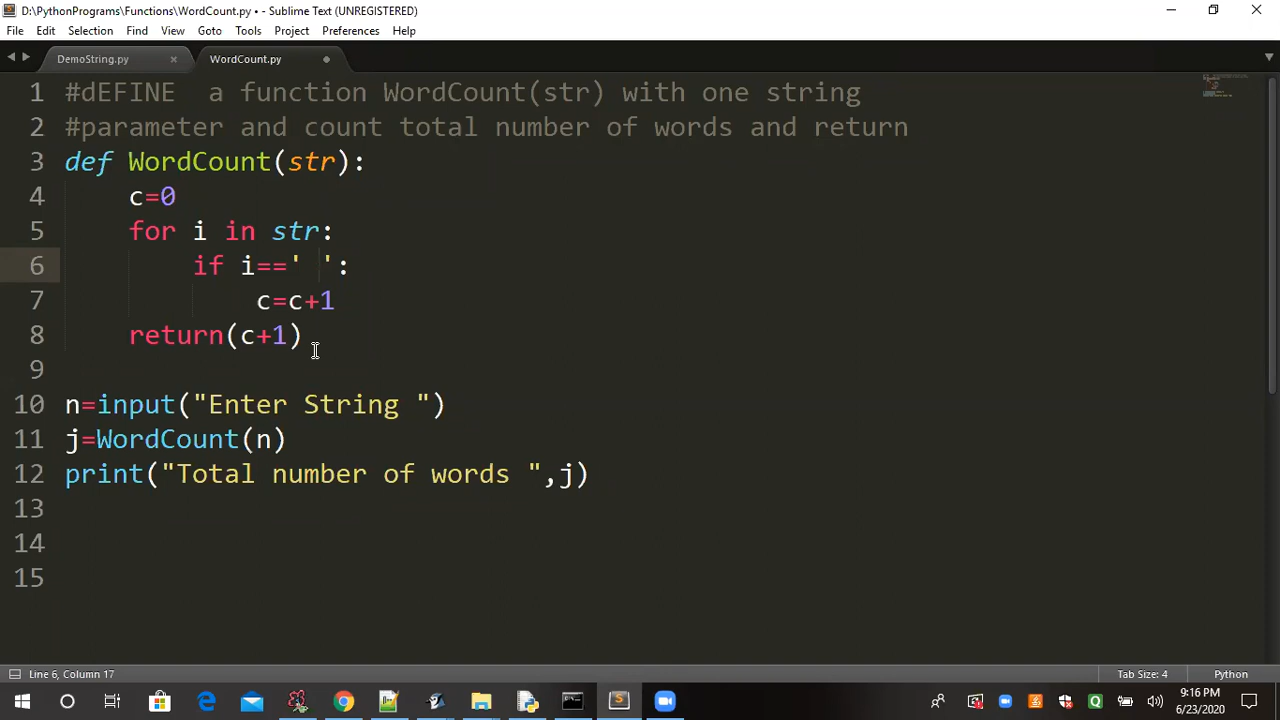 D:\PythonPrograms\Functions\WordCount.py • - Sublime Text (UNREGISTERED)
File Edit Selection Find View Goto Tools Project Preferences Help
DemoString.py × WordCount.py
1 #dEFINE  a function WordCount(str) with one string
2 #parameter and count total number of words and return
3 def WordCount(str):
4     c=0
5     for i in str:
6         if i==' ':
7             c=c+1
8     return(c+1)
9
10 n=input("Enter String ")
11 j=WordCount(n)
12 print("Total number of words ",j)
13
14
15
Line 6, Column 17 Tab Size: 4 Python
9:16 PM
6/23/2020